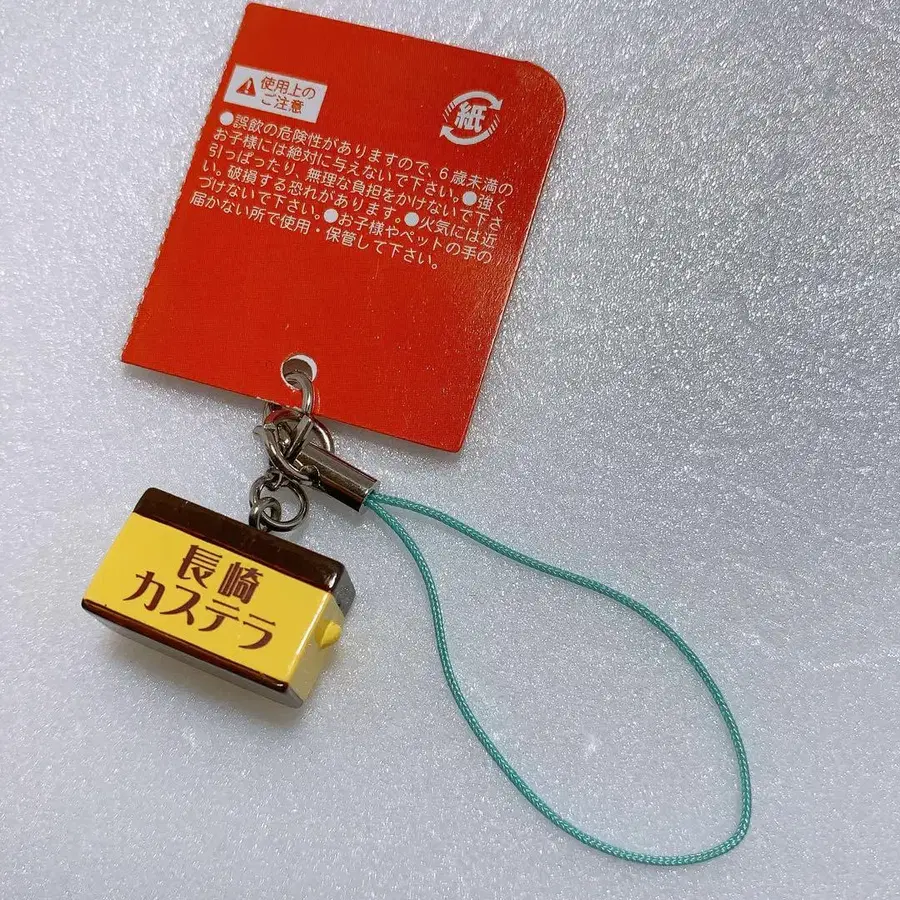 使用上の
ご注意
紙
●誤飲の危険性がありますので、6歳未満の
お子様には絶対に与えないで下さい。●強く
引っぱったり、無理な負担をかけないで下さ
い。破損する恐れがあります。●火気には近
づけないで下さい。●お子様やペットの手の
届かない所で使用・保管して下さい。
長崎
カステラ